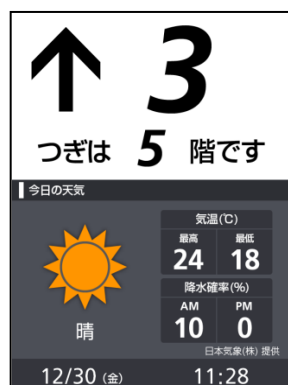 ↑ 3
つぎは 5 階です
今日の天気
気温(℃)
最高 最低
24 18
晴
降水確率(%)
AM PM
10 0
日本気象(株) 提供
12/30 (金) 11:28